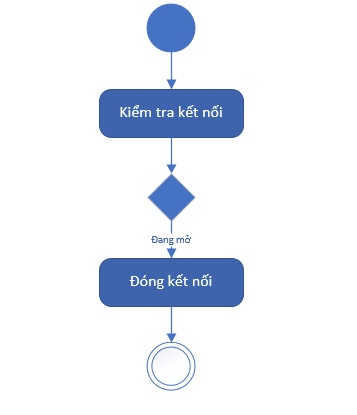 Kiểm tra kết nối
Đang mở
Đóng kết nối